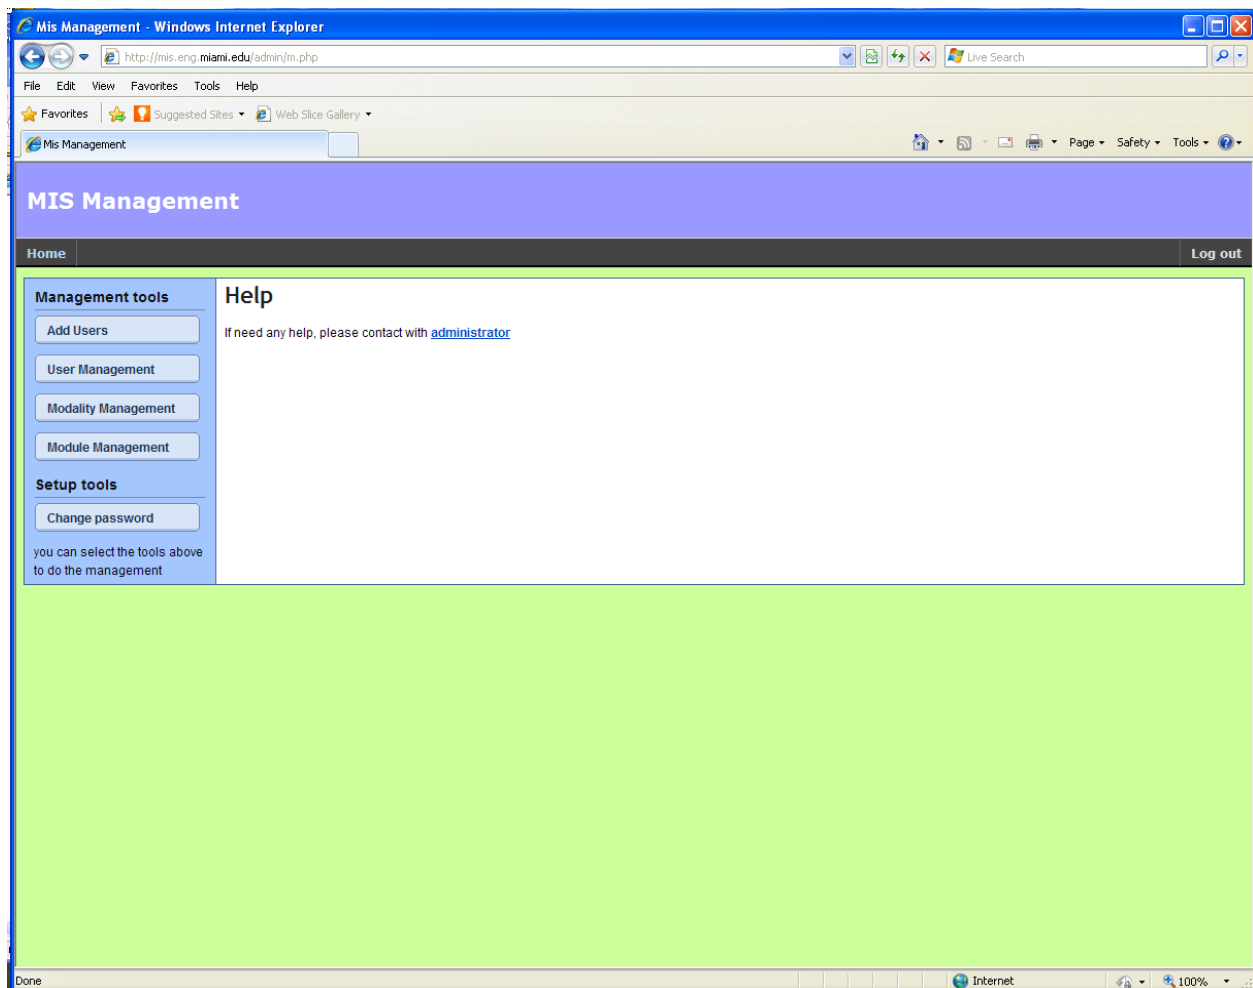 Mis Management - Windows Internet Explorer
http://mis.eng.miami.edu/admin/m.php
Live Search
File Edit View Favorites Tools Help
Favorites Suggested Sites Web Slice Gallery
Mis Management
Page Safety Tools
MIS Management
Home
Log out
Management tools
Add Users
User Management
Modality Management
Module Management
Setup tools
Change password
you can select the tools above
to do the management
Help
If need any help, please contact with administrator
Done
Internet
100%